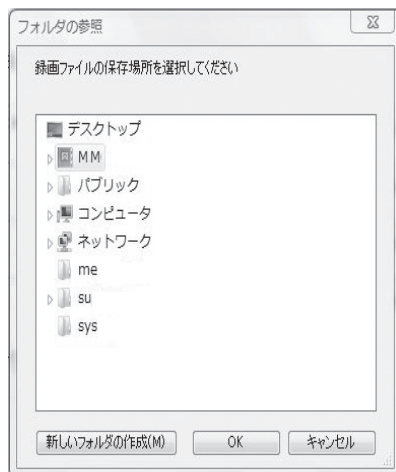 フォルダの参照
録画ファイルの保存場所を選択してください
デスクトップ
MM
パブリック
コンピュータ
ネットワーク
me
su
sys
新しいフォルダの作成(M)
OK
キャンセル